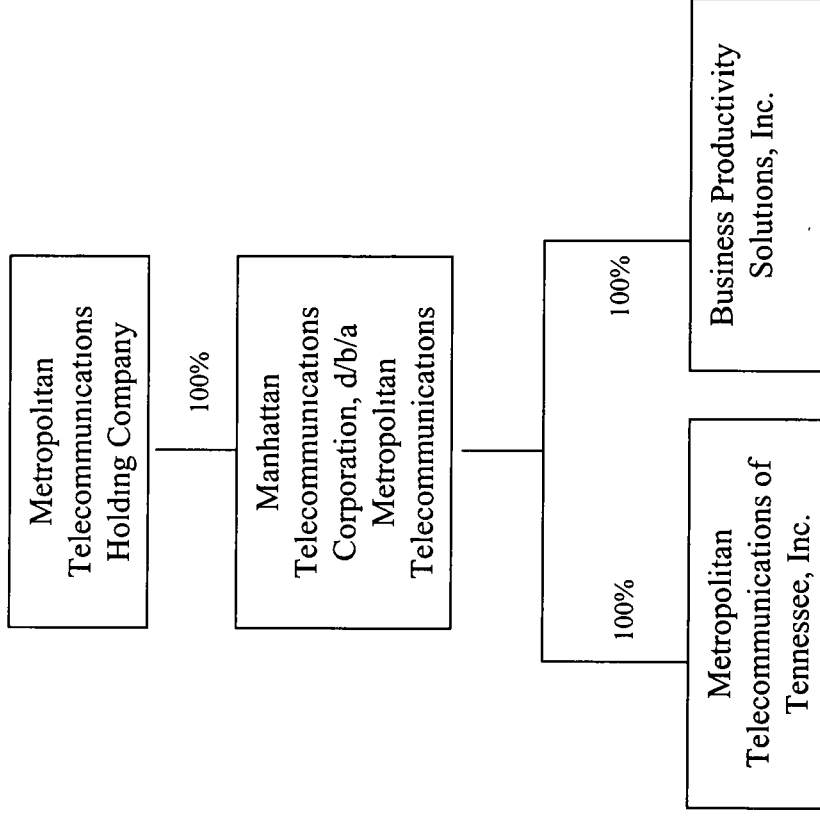 Metropolitan
Telecommunications
Holding Company
100%
Manhattan
Telecommunications
Corporation, d/b/a
Metropolitan
Telecommunications
100%
100%
Metropolitan
Telecommunications of
Tennessee, Inc.
Business Productivity
Solutions, Inc.